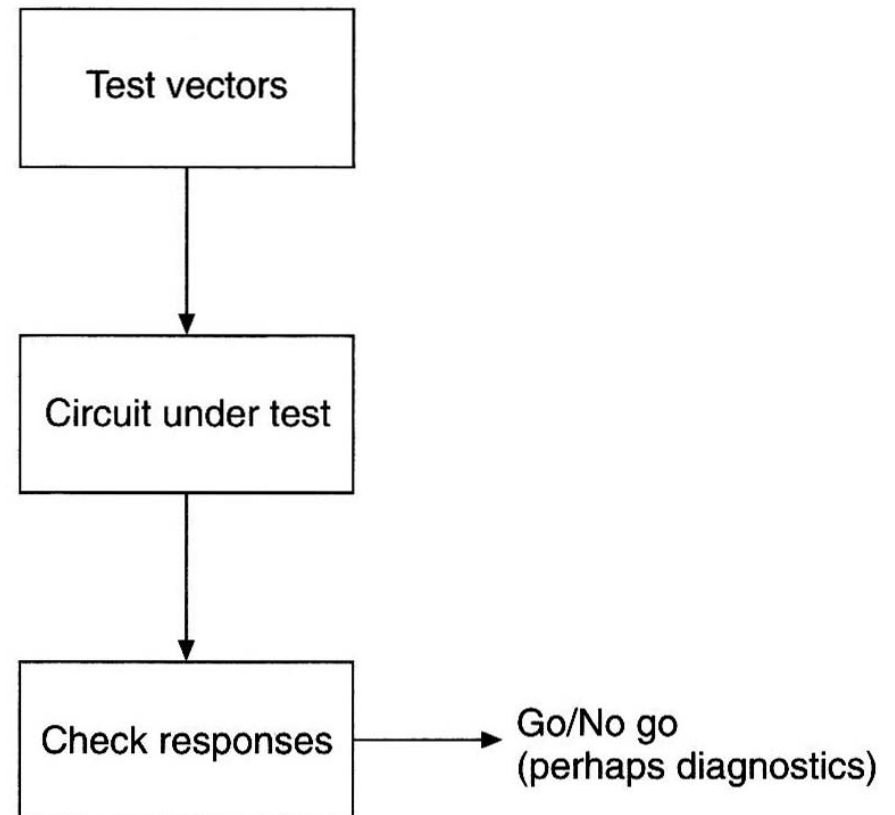 Test vectors
Circuit under test
Check responses
Go/No go
(perhaps diagnostics)